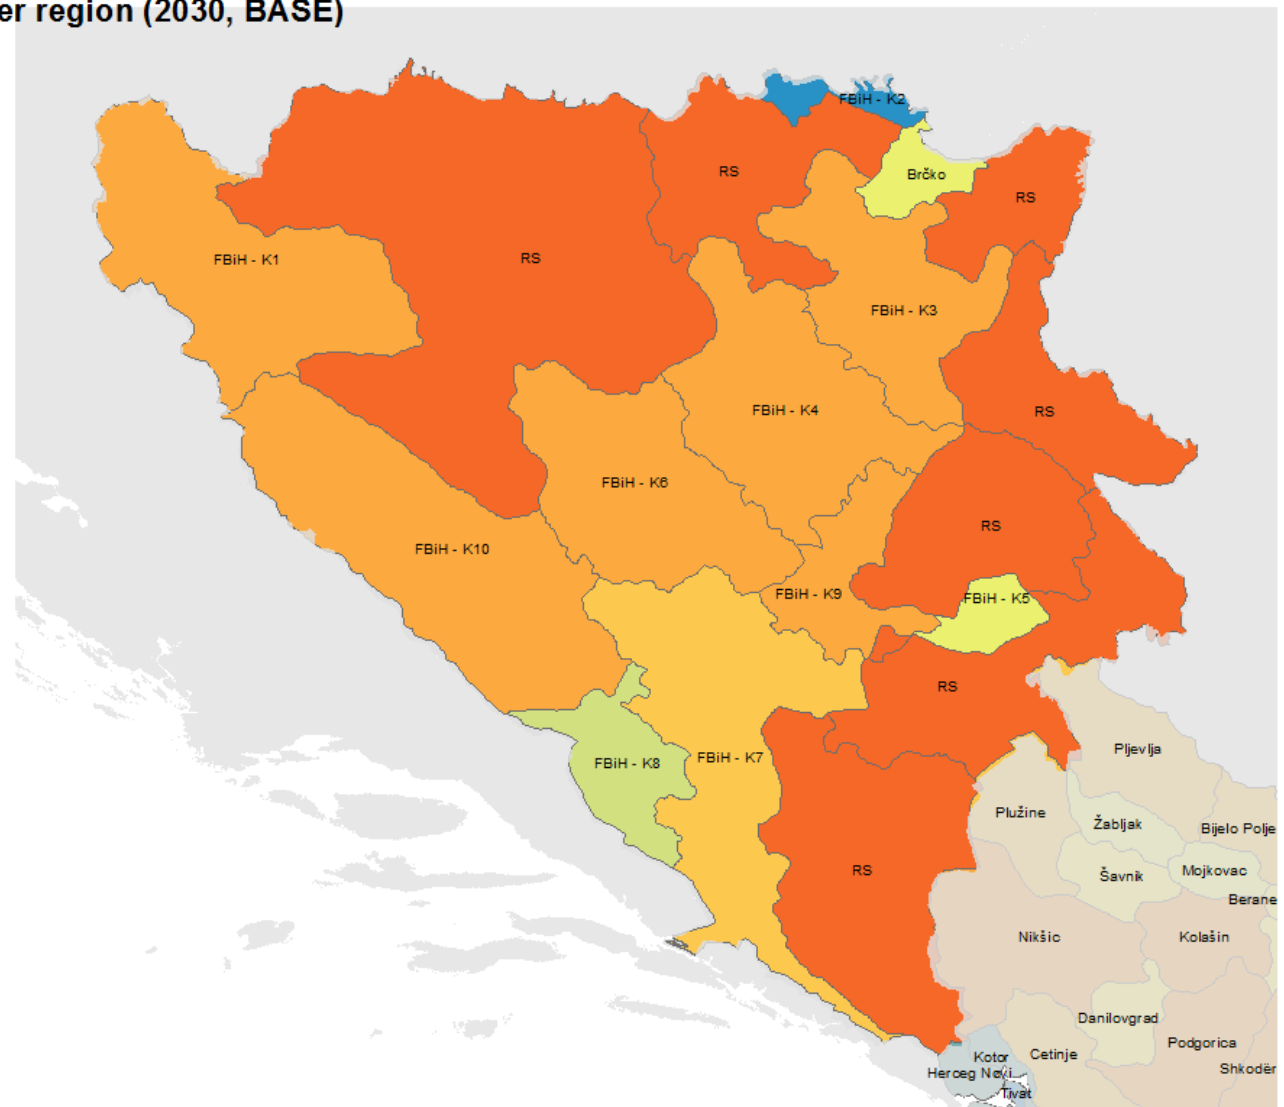 er region (2030, BASE)
FBiH - K2
RS
Brčko
RS
FBiH - K1
RS
FBiH - K3
FBiH - K4
RS
FBiH - K6
RS
FBiH - K10
FBiH - K9
FBiH - K5
RS
Pljevlja
FBiH - K8
FBiH - K7
Plužine
Žabljak
Bijelo Polje
RS
Šavnik
Mojkovac
Berane
Nikšic
Kolašin
Danilovgrad
Podgorica
Kotor
Cetinje
Shkodër
Herceg Novi
Tivat